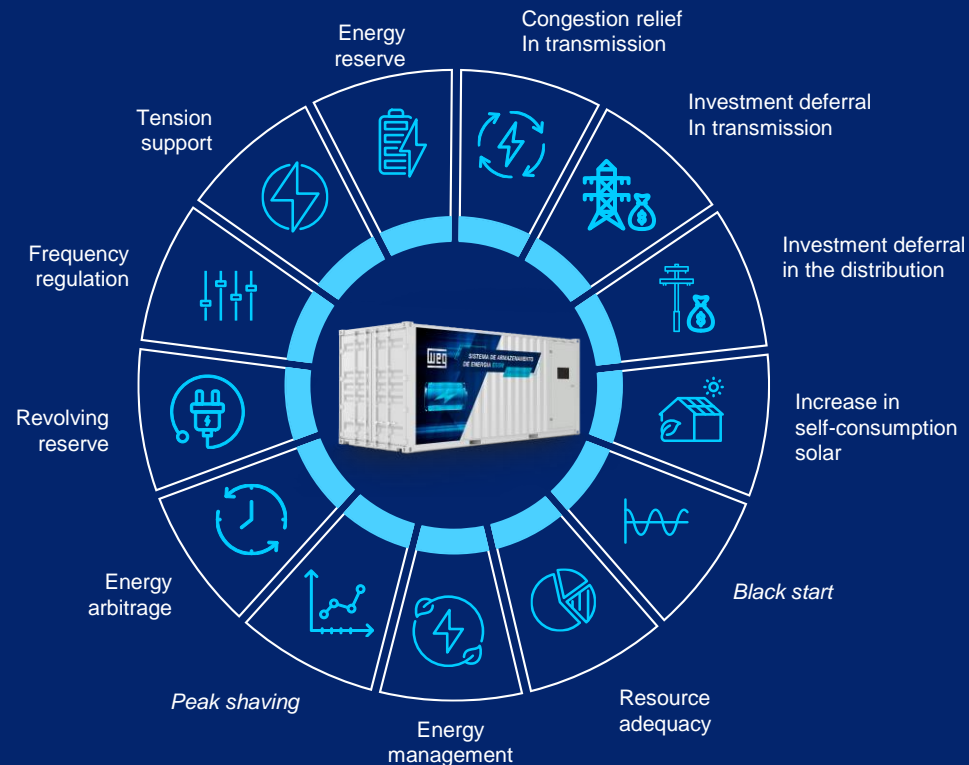 Energy
reserve
Congestion relief
In transmission
Investment deferral
In transmission
Investment deferral
in the distribution
Increase in
self-consumption
solar
Black start
Resource
adequacy
Energy
management
Peak shaving
Energy
arbitrage
Revolving
reserve
Frequency
regulation
Tension
support
WEG
SISTEMA DE ARMAZENAMENTO
DE ENERGIA